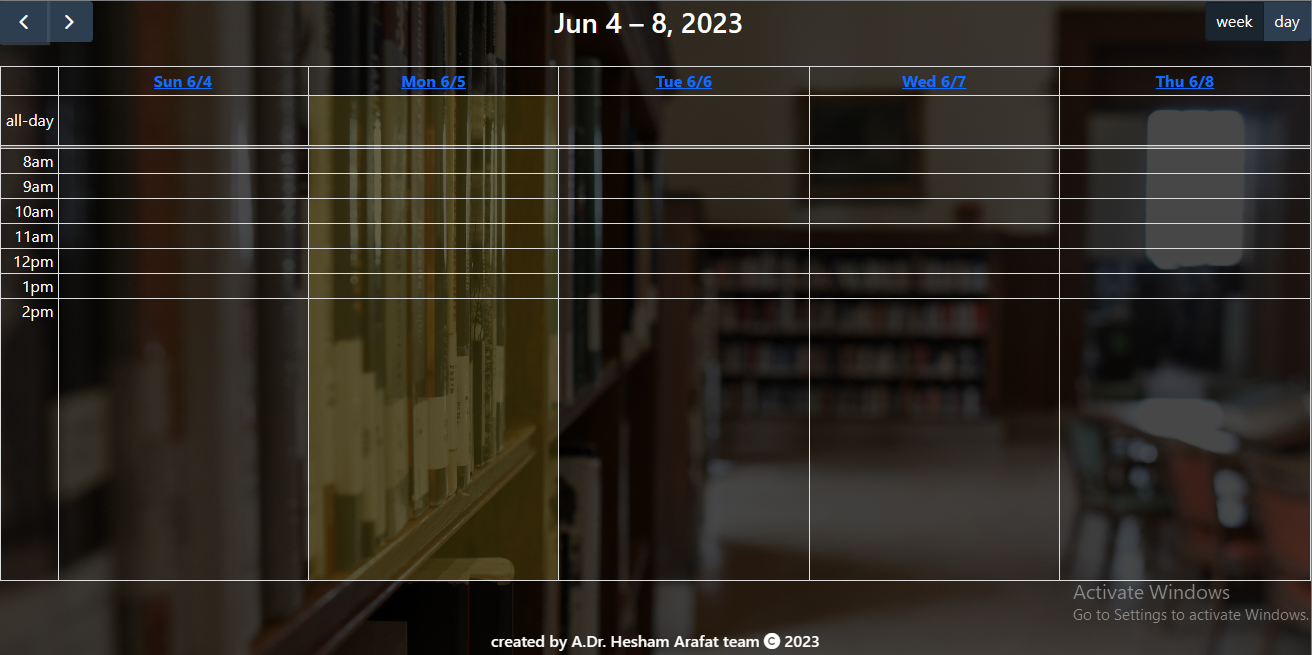 Jun 4 – 8, 2023
week day
Sun 6/4 Mon 6/5 Tue 6/6 Wed 6/7 Thu 6/8
all-day
8am
9am
10am
11am
12pm
1pm
2pm
Activate Windows
Go to Settings to activate Windows.
created by A.Dr. Hesham Arafat team © 2023